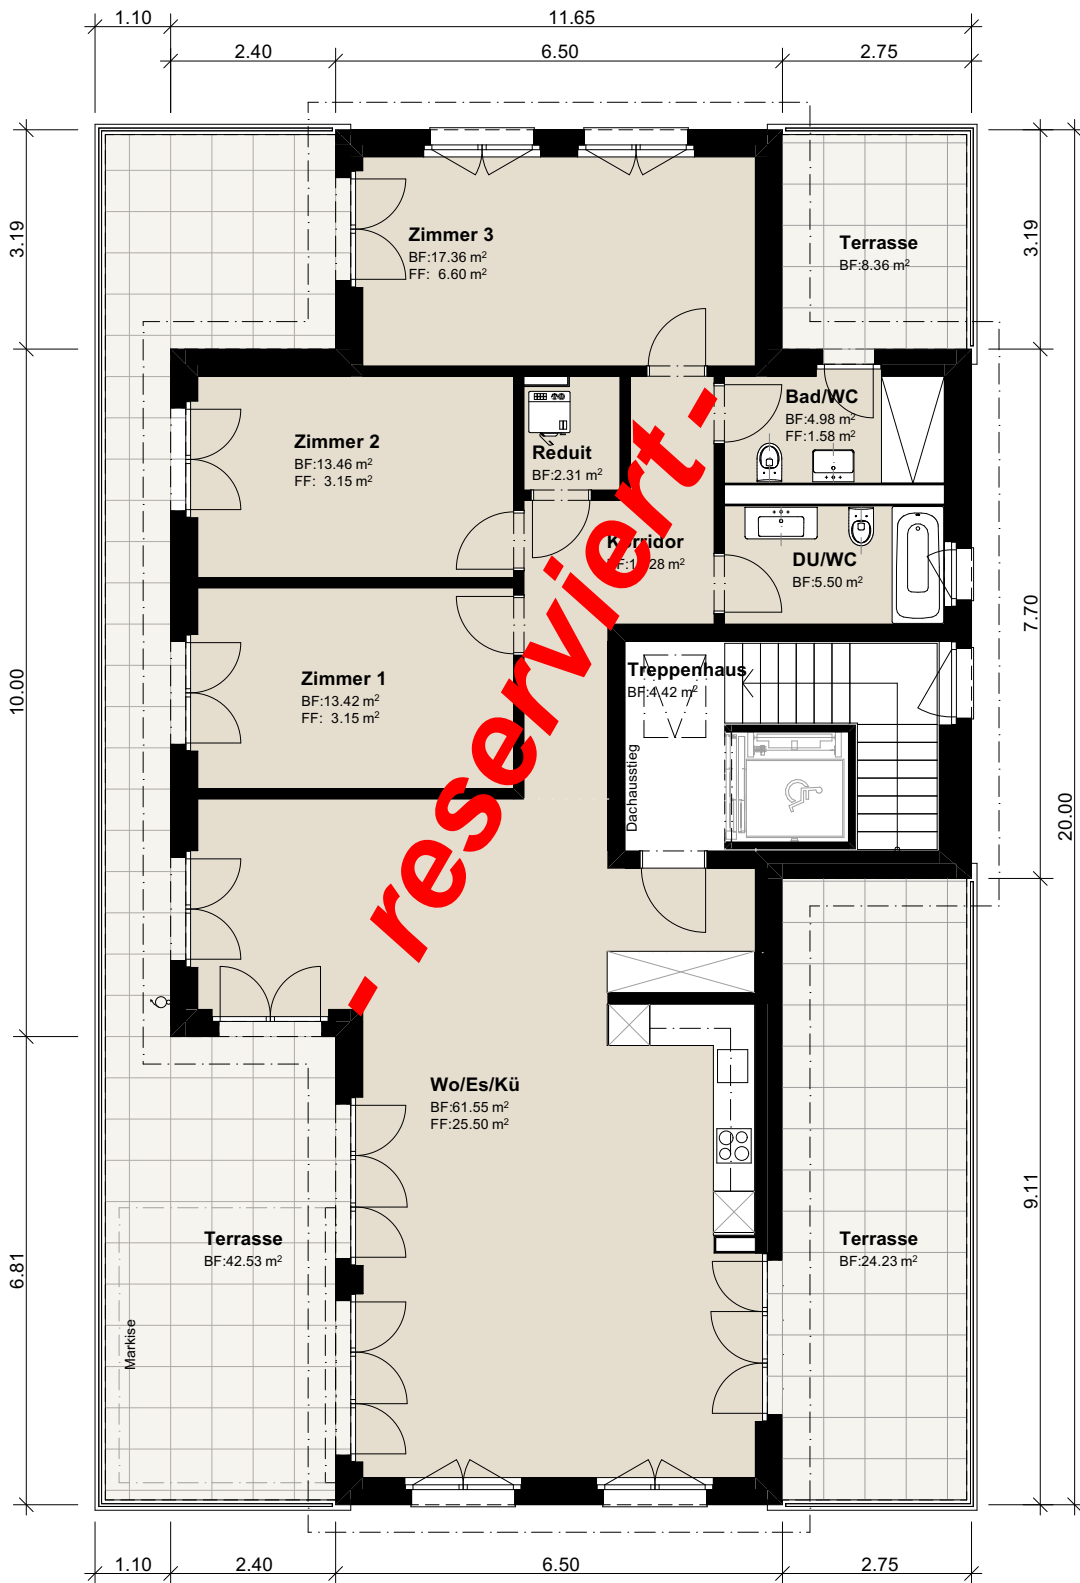 1.10 11.65
2.40 6.50 2.75
3.19
3.19
Zimmer 3
BF:17.36 m²
FF: 6.60 m²
Terrasse
BF:8.36 m²
Zimmer 2
BF:13.46 m²
FF: 3.15 m²
Reduit
BF:2.31 m²
Bad/WC
BF:4.98 m²
FF:1.58 m²
Korridor
DU/WC
BF:5.50 m²
- reserviert -
10.00
7.70
Zimmer 1
BF:13.42 m²
FF: 3.15 m²
Treppenhaus
BF:4.42 m²
Dachausstieg
20.00
Wo/Es/Kü
BF:61.55 m²
FF:25.50 m²
6.81
9.11
Terrasse
BF:42.53 m²
Terrasse
BF:24.23 m²
Markise
1.10 2.40 6.50 2.75